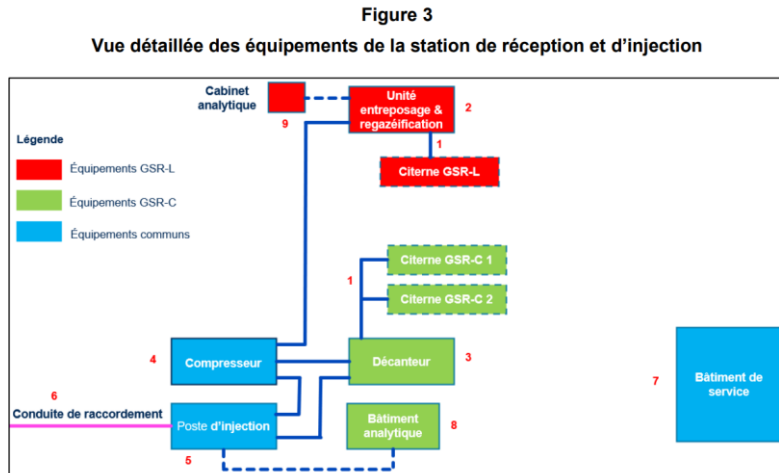 Figure 3
Vue détaillée des équipements de la station de réception et d'injection
Cabinet
analytique
9
Unité
entreposage &
regazéification
2
1
Citerne GSR-L
Légende
Équipements GSR-L
Équipements GSR-C
Équipements communs
Citerne GSR-C 1
1
Citerne GSR-C 2
4
Compresseur
Décanteur
3
6
Conduite de raccordement
Poste d'injection
5
Bâtiment
analytique
8
7
Bâtiment de
service